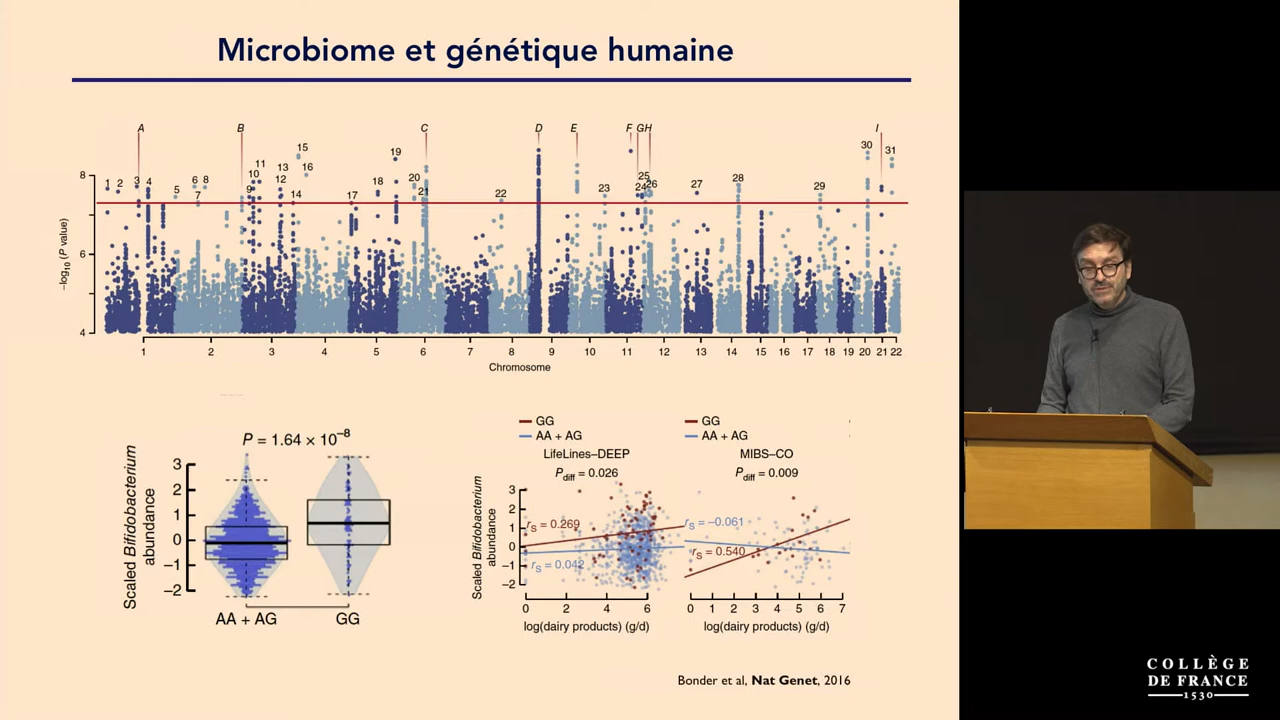 Microbiome et génétique humaine
A B C D E F G H I
15 19 30 31
11 16 13 6 8 10 12 18 20 25 27 28
1 2 3 4 5 7 9 14 17 21 22 23 24 26 29
8
6
4
−log10 (P value)
1 2 3 4 5 6 7 8 9 10 11 12 13 14 15 16 17 18 19 20 21 22
Chromosome
P = 1.64 × 10−8
Scaled Bifidobacterium
abundance
3
2
1
0
−1
−2
AA + AG GG
GG
AA + AG
LifeLines–DEEP
Pdiff = 0.026
Scaled Bifidobacterium
abundance
3
2
1
0
−1
−2
rS = 0.269
rS = 0.042
0 2 4 6
log(dairy products) (g/d)
GG
AA + AG
MIBS–CO
Pdiff = 0.009
rS = −0.061
rS = 0.540
0 1 2 3 4 5 6 7
log(dairy products) (g/d)
Bonder et al, Nat Genet, 2016
COLLÈGE
DE FRANCE
1530